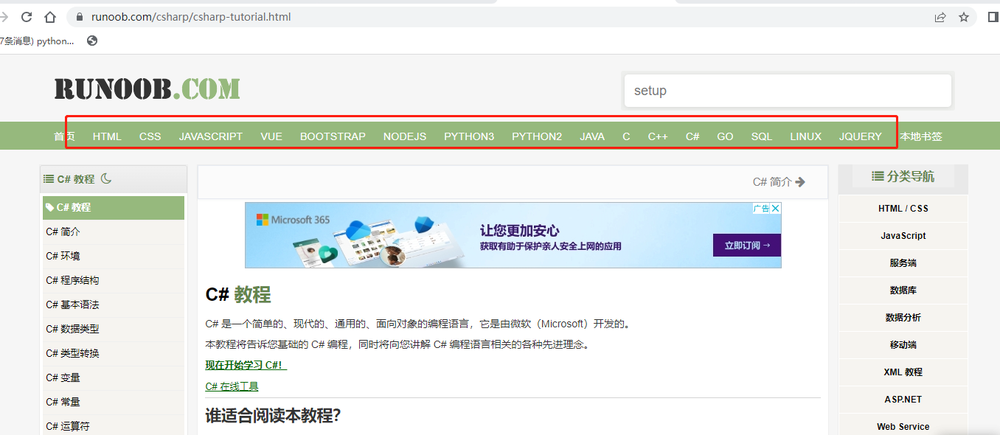 runoob.com/csharp/csharp-tutorial.html
7条消息) python...
RUNOOB.COM
setup
首页 HTML CSS JAVASCRIPT VUE BOOTSTRAP NODEJS PYTHON3 PYTHON2 JAVA C C++ C# GO SQL LINUX JQUERY 本地书签
C# 教程
C# 教程
C# 简介
C# 环境
C# 程序结构
C# 基本语法
C# 数据类型
C# 类型转换
C# 变量
C# 常量
C# 运算符
C# 简介
广告
Microsoft 365
让您更加安心
获取有助于保护亲人安全上网的应用
立即订阅 →
C# 教程
C# 是一个简单的、现代的、通用的、面向对象的编程语言，它是由微软（Microsoft）开发的。
本教程将告诉您基础的 C# 编程，同时将向您讲解 C# 编程语言相关的各种先进理念。
现在开始学习 C#！
C# 在线工具
谁适合阅读本教程？
分类导航
HTML / CSS
JavaScript
服务端
数据库
数据分析
移动端
XML 教程
ASP.NET
Web Service